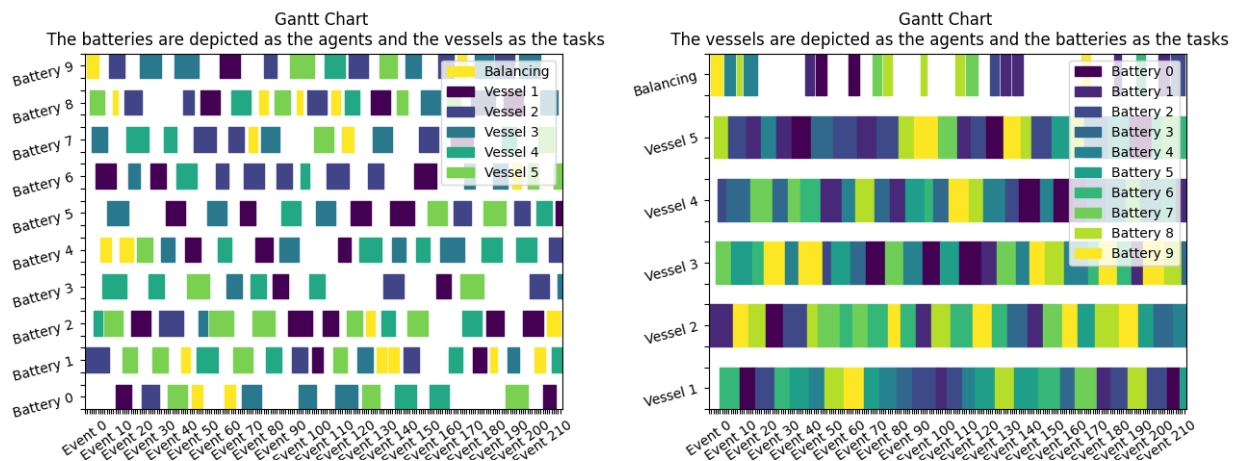 Gantt Chart
The batteries are depicted as the agents and the vessels as the tasks
Battery 9
Battery 8
Battery 7
Battery 6
Battery 5
Battery 4
Battery 3
Battery 2
Battery 1
Battery 0
Balancing
Vessel 1
Vessel 2
Vessel 3
Vessel 4
Vessel 5
Event 0
Event 10
Event 20
Event 30
Event 40
Event 50
Event 60
Event 70
Event 80
Event 90
Event 100
Event 110
Event 120
Event 130
Event 140
Event 150
Event 160
Event 170
Event 180
Event 190
Event 200
Event 210
Gantt Chart
The vessels are depicted as the agents and the batteries as the tasks
Balancing
Vessel 5
Vessel 4
Vessel 3
Vessel 2
Vessel 1
Battery 0
Battery 1
Battery 2
Battery 3
Battery 4
Battery 5
Battery 6
Battery 7
Battery 8
Battery 9
Event 0
Event 10
Event 20
Event 30
Event 40
Event 50
Event 60
Event 70
Event 80
Event 90
Event 100
Event 110
Event 120
Event 130
Event 140
Event 150
Event 160
Event 170
Event 180
Event 190
Event 200
Event 210